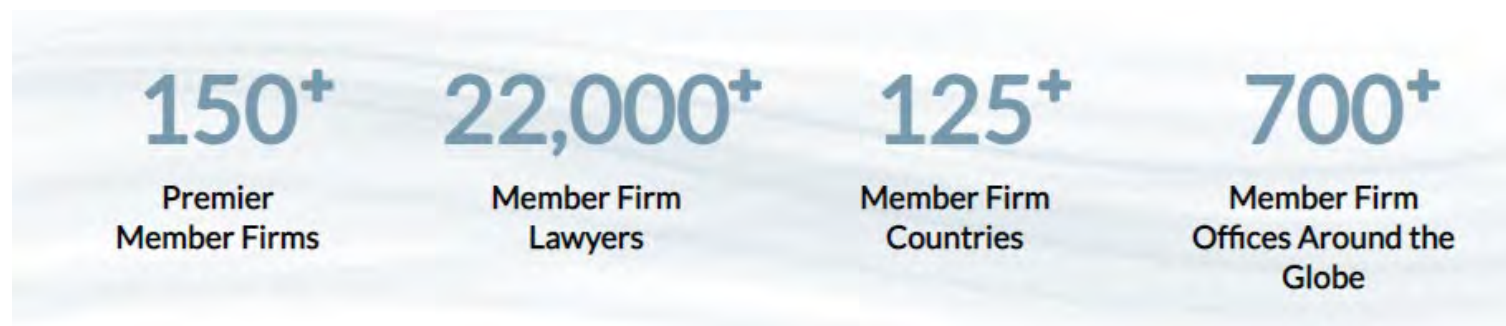 150+
Premier
Member Firms
22,000+
Member Firm
Lawyers
125+
Member Firm
Countries
700+
Member Firm
Offices Around the
Globe